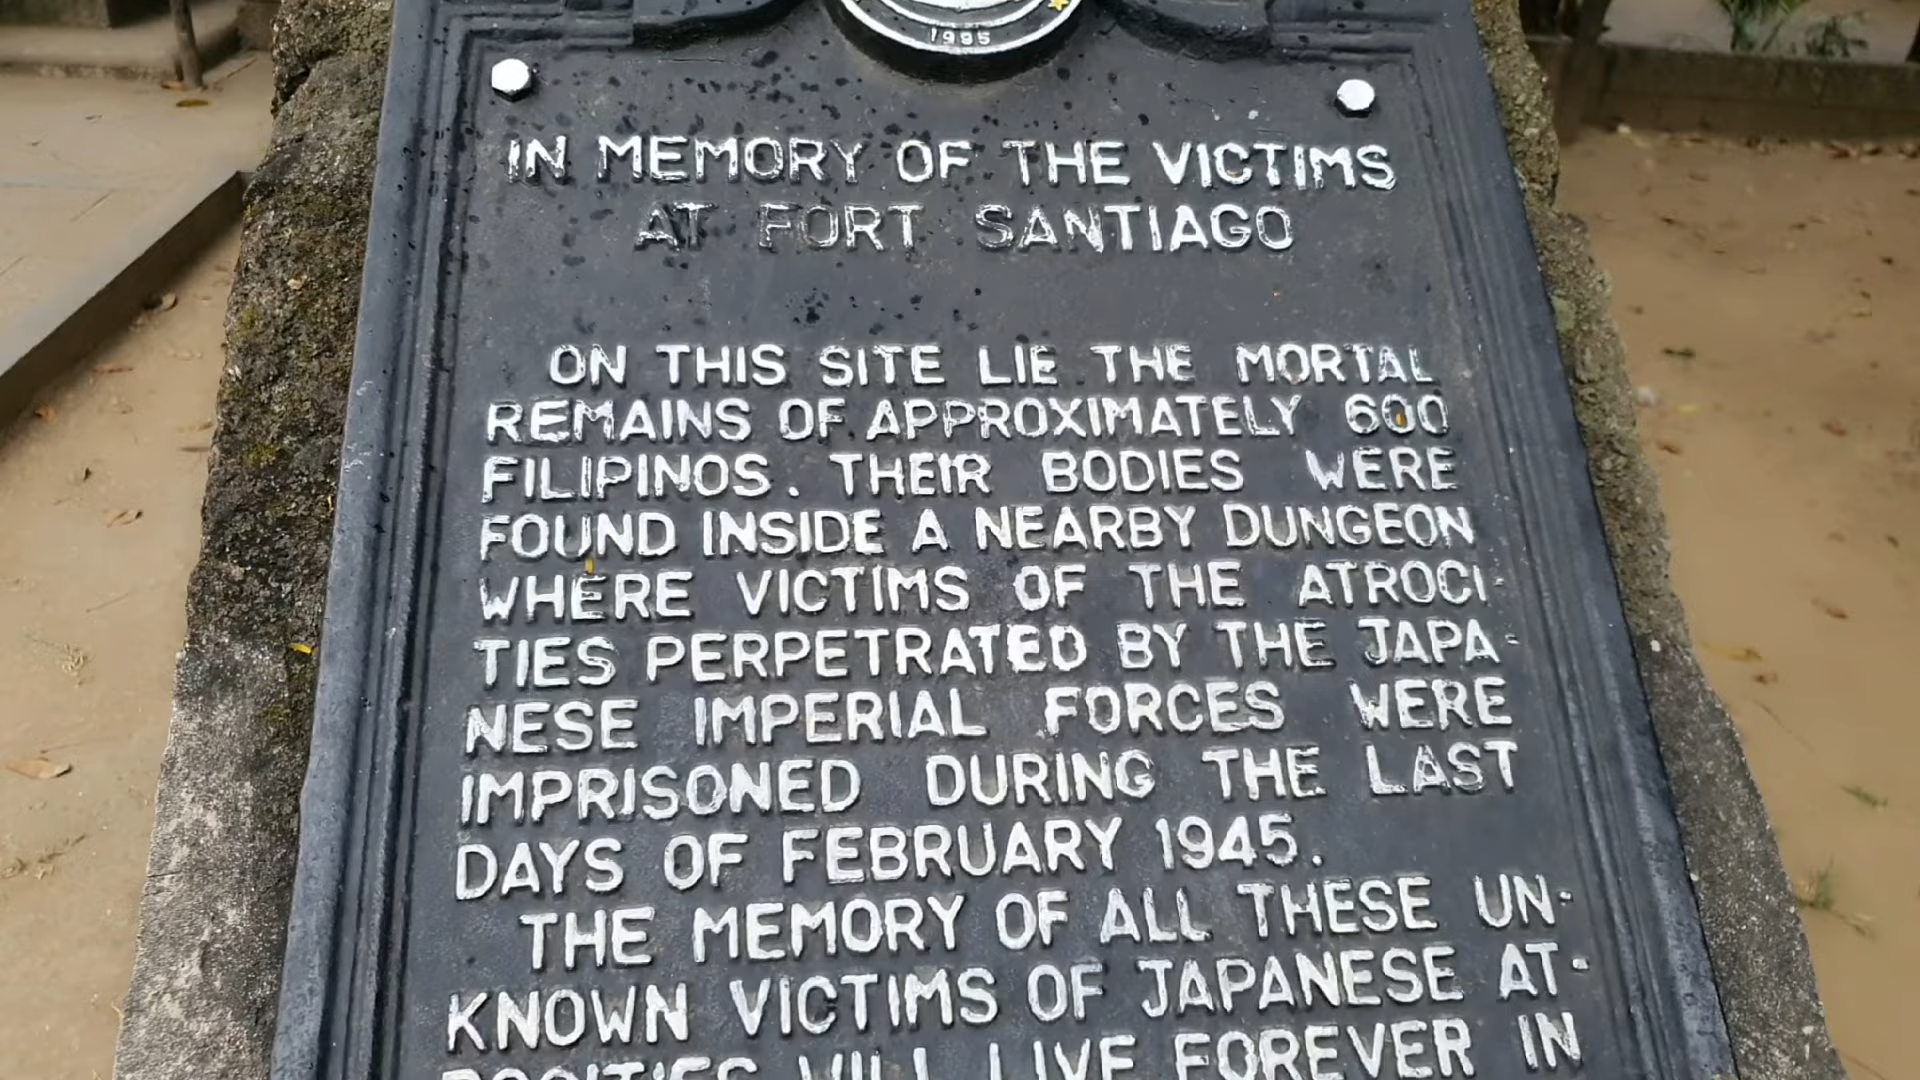 1995
IN MEMORY OF THE VICTIMS
AT FORT SANTIAGO
ON THIS SITE LIE THE MORTAL
REMAINS OF APPROXIMATELY 600
FILIPINOS. THEIR BODIES WERE
FOUND INSIDE A NEARBY DUNGEON
WHERE VICTIMS OF THE ATROCI-
TIES PERPETRATED BY THE JAPA-
NESE IMPERIAL FORCES WERE
IMPRISONED DURING THE LAST
DAYS OF FEBRUARY 1945.
THE MEMORY OF ALL THESE UN-
KNOWN VICTIMS OF JAPANESE AT-
ROCITIES WILL LIVE FOREVER IN